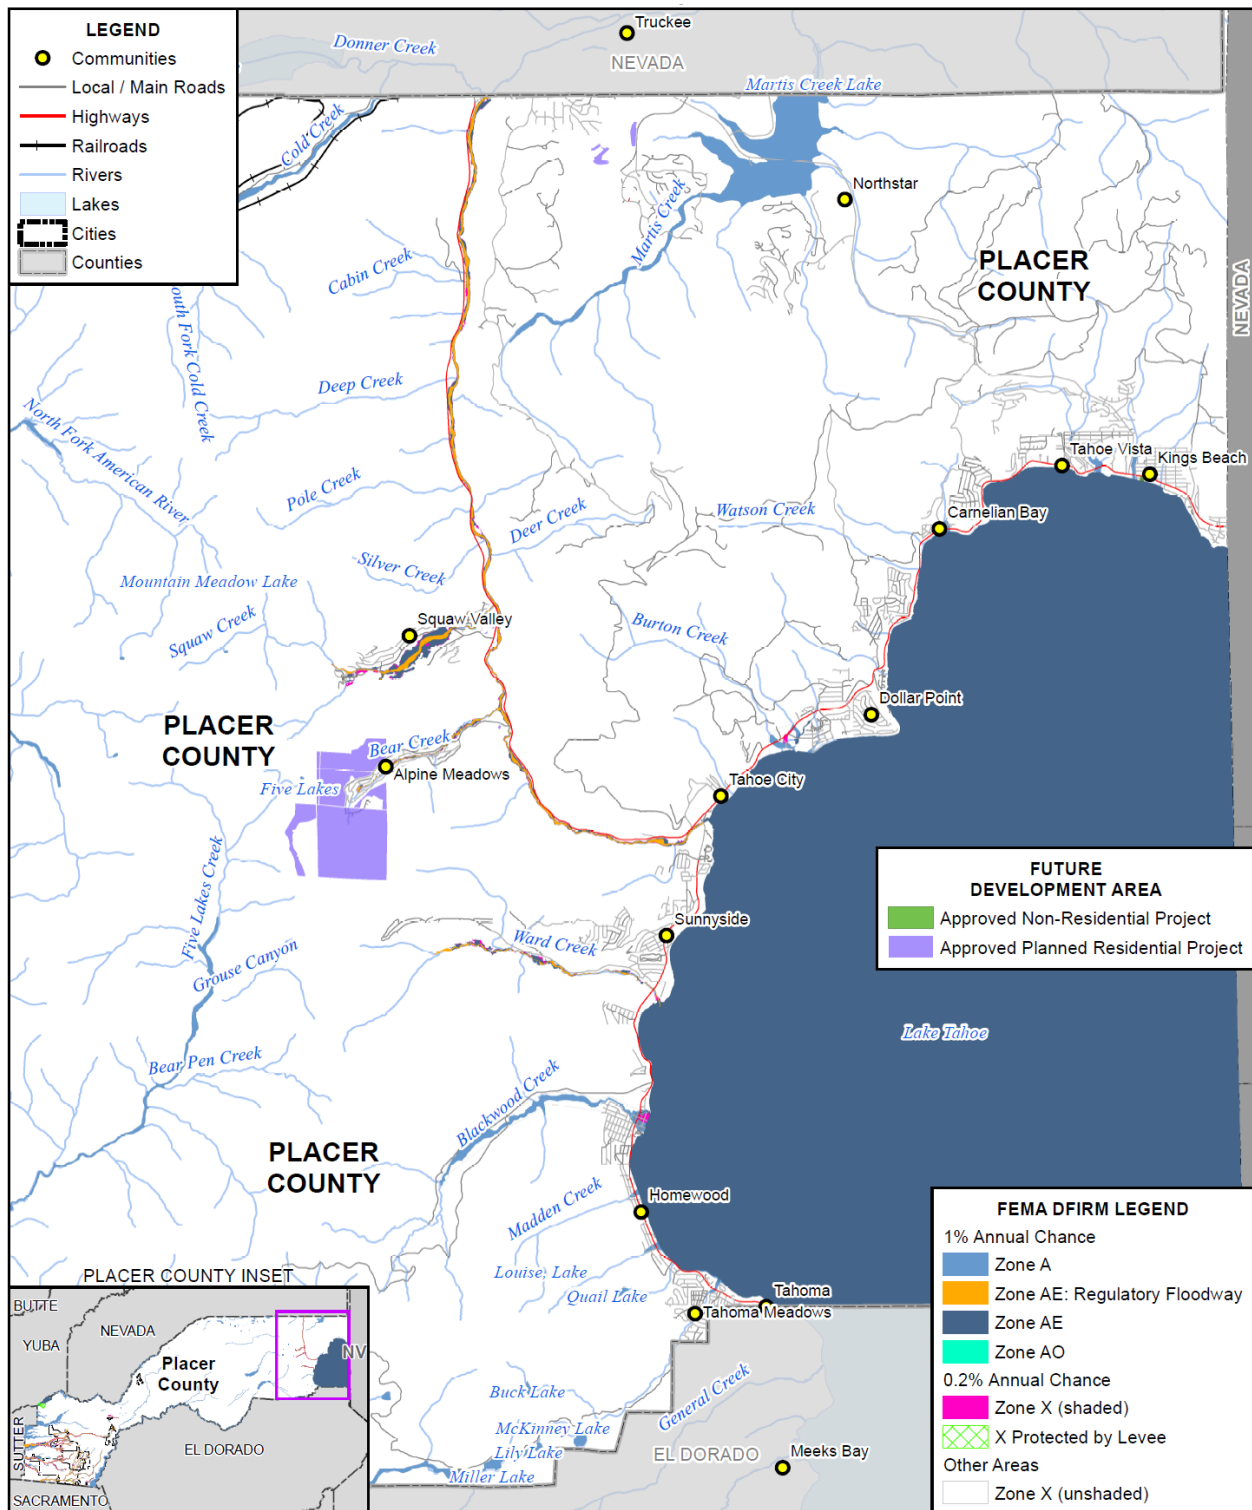 LEGEND
Communities
Local / Main Roads
Highways
Railroads
Rivers
Lakes
Cities
Counties
Truckee
Donner Creek
NEVADA
Martis Creek Lake
Cold Creek
Northstar
Martis Creek
PLACER
COUNTY
NEVADA
Cabin Creek
South Fork Cold Creek
Deep Creek
North Fork American River
Pole Creek
Deer Creek
Watson Creek
Tahoe Vista
Kings Beach
Carnelian Bay
Silver Creek
Mountain Meadow Lake
Squaw Creek
Squaw Valley
Burton Creek
Dollar Point
PLACER
COUNTY
Bear Creek
Alpine Meadows
Five Lakes
Tahoe City
FUTURE
DEVELOPMENT AREA
Approved Non-Residential Project
Approved Planned Residential Project
Five Lakes Creek
Grouse Canyon
Ward Creek
Sunnyside
Lake Tahoe
Bear Pen Creek
Blackwood Creek
PLACER
COUNTY
Madden Creek
Homewood
Louise, Lake
Quail Lake
Tahoma
Tahoma Meadows
Buck Lake
McKinney Lake
Lily Lake
Miller Lake
General Creek
EL DORADO
Meeks Bay
FEMA DFIRM LEGEND
1% Annual Chance
Zone A
Zone AE: Regulatory Floodway
Zone AE
Zone AO
0.2% Annual Chance
Zone X (shaded)
X Protected by Levee
Other Areas
Zone X (unshaded)
PLACER COUNTY INSET
BUTTE
YUBA
NEVADA
NV
Placer
County
SUTTER
EL DORADO
SACRAMENTO